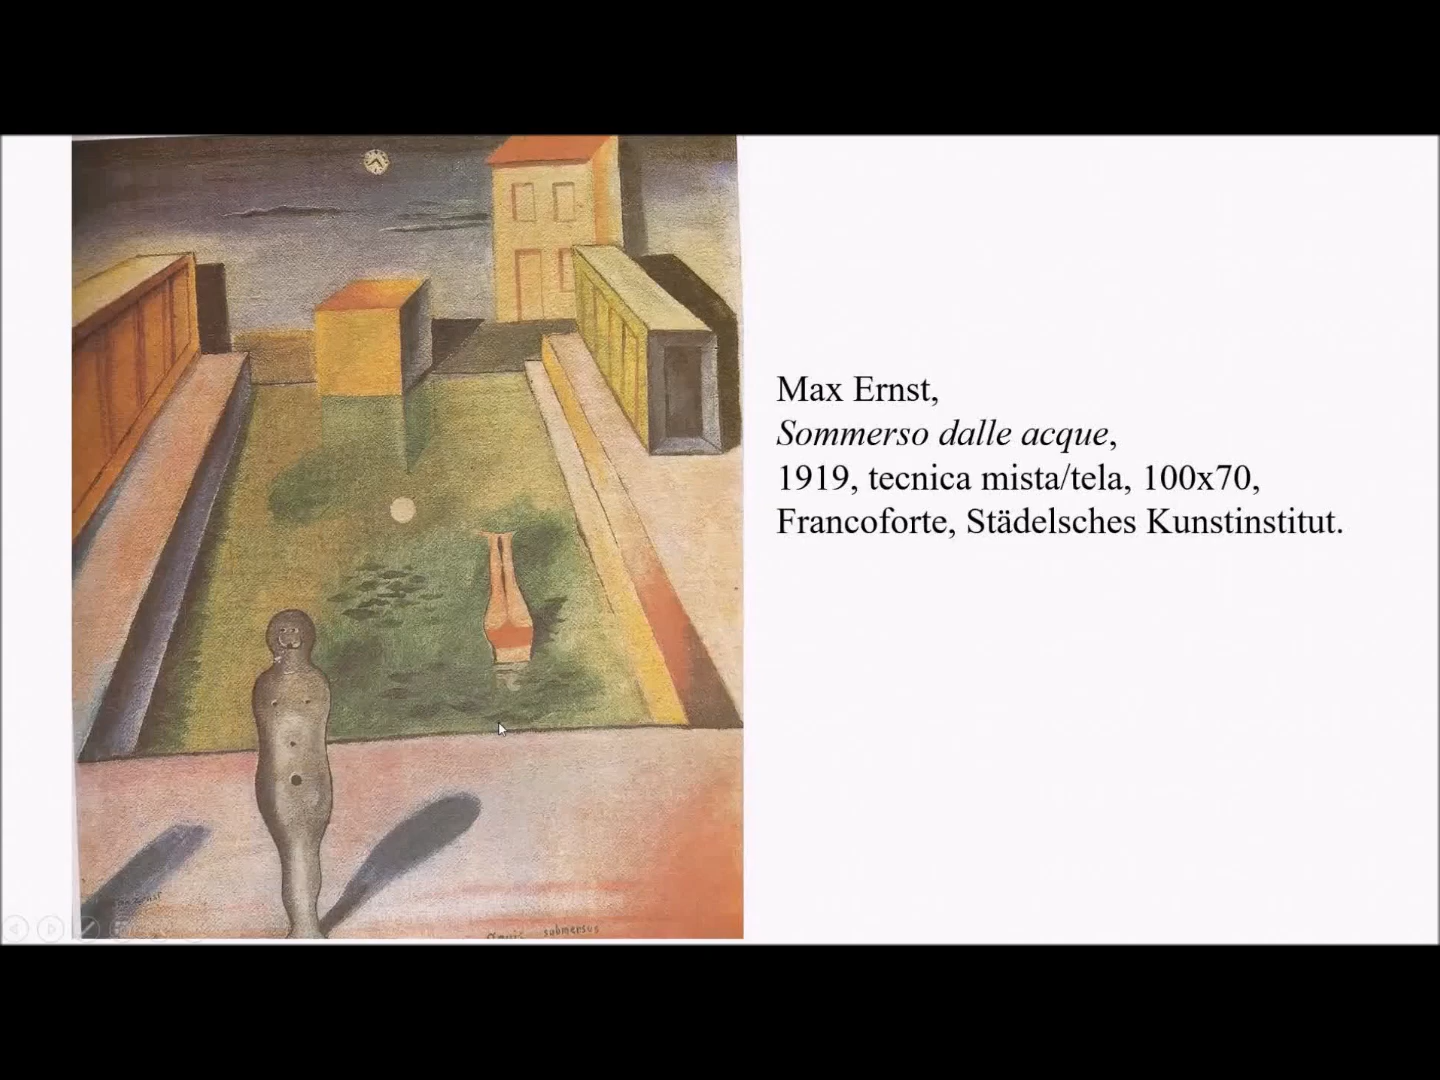 Max Ernst,
Sommerso dalle acque,
1919, tecnica mista/tela, 100x70,
Francoforte, Städelsches Kunstinstitut.
submersus